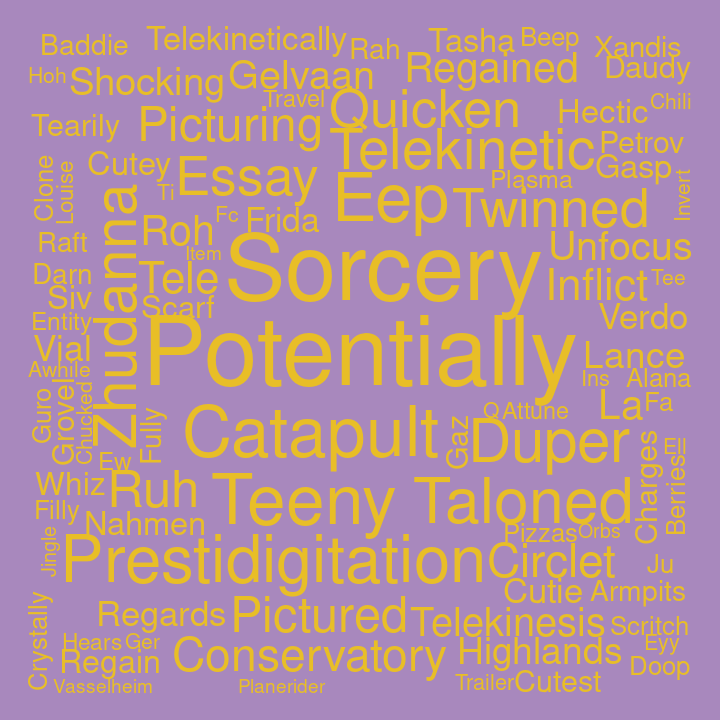 Baddie Telekinetically Rah Tasha Beep Xandis
Hoh Shocking Gelvaan Regained Daudy
Travel Quicken Hectic Chili
Tearily Picturing Telekinetic Petrov
Clone Louise Cutey Essay Plasma Gasp Invert
Ti Eep Twinned
Zhudanna Roh Fc Frida Unfocus
Raft Item Sorcery
Darn Tele Inflict Tee
Siv Scarf Verdo
Entity Potentially
Vial Lance
Awhile Ins Alana
Guro Grovel Chucked Fully Catapult Gaz Q Attune La Fa
Ew Duper Charges Ell
Whiz Ruh Teeny Taloned Berries
Filly Nahmen Pizzas Orbs
Jingle Prestidigitation Circlet Ju
Crystally Cutie Armpits
Regards Pictured Telekinesis Scritch
Hears Ger Eyy
Regain Conservatory Highlands Doop
Vasselheim Planerider Trailer Cutest